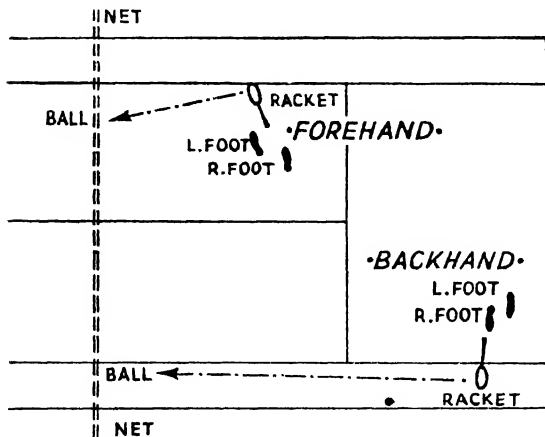 NET
RACKET
BALL
·FOREHAND·
L.FOOT
R.FOOT
·BACKHAND·
L.FOOT
R.FOOT
BALL
RACKET
NET